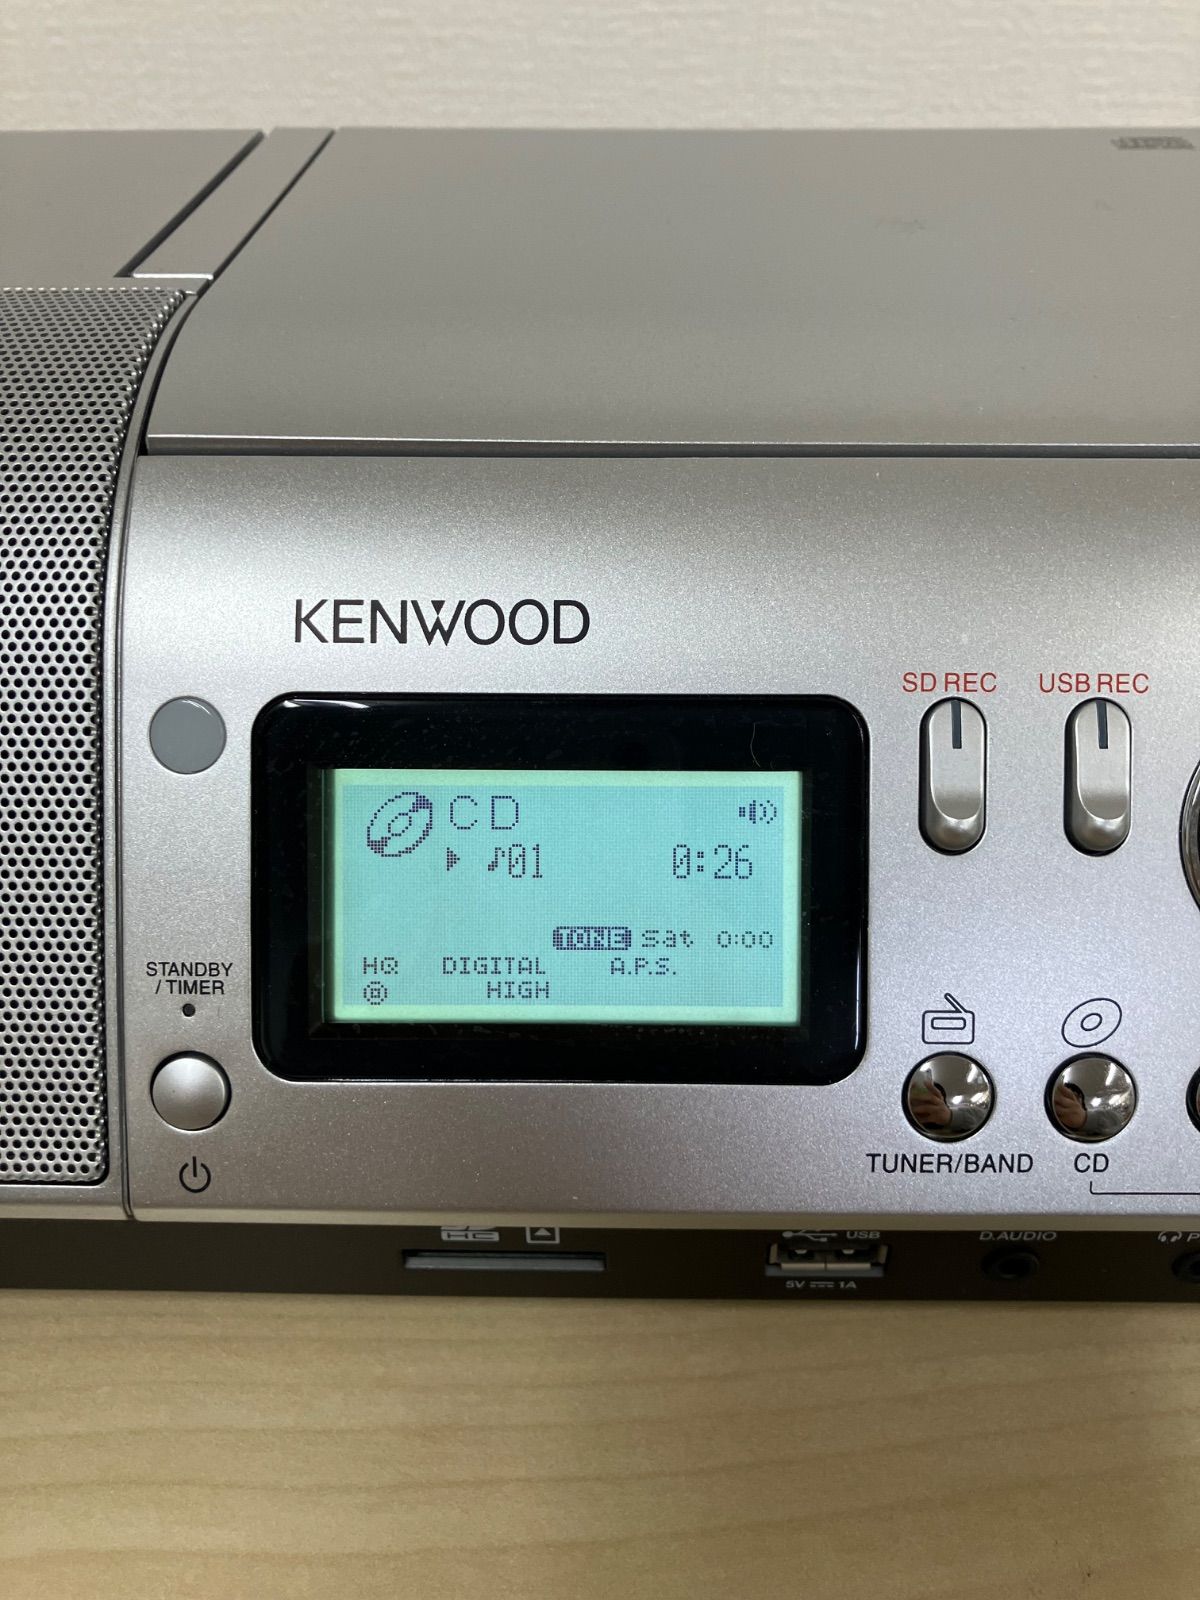 KENWOOD
SD REC
USB REC
CD
▶ ♪01 0:26
TONE Sat 0:00
HQ DIGITAL A.P.S.
HIGH
STANDBY
/ TIMER
TUNER/BAND
CD
HC
USB
5V 1A
D.AUDIO
P